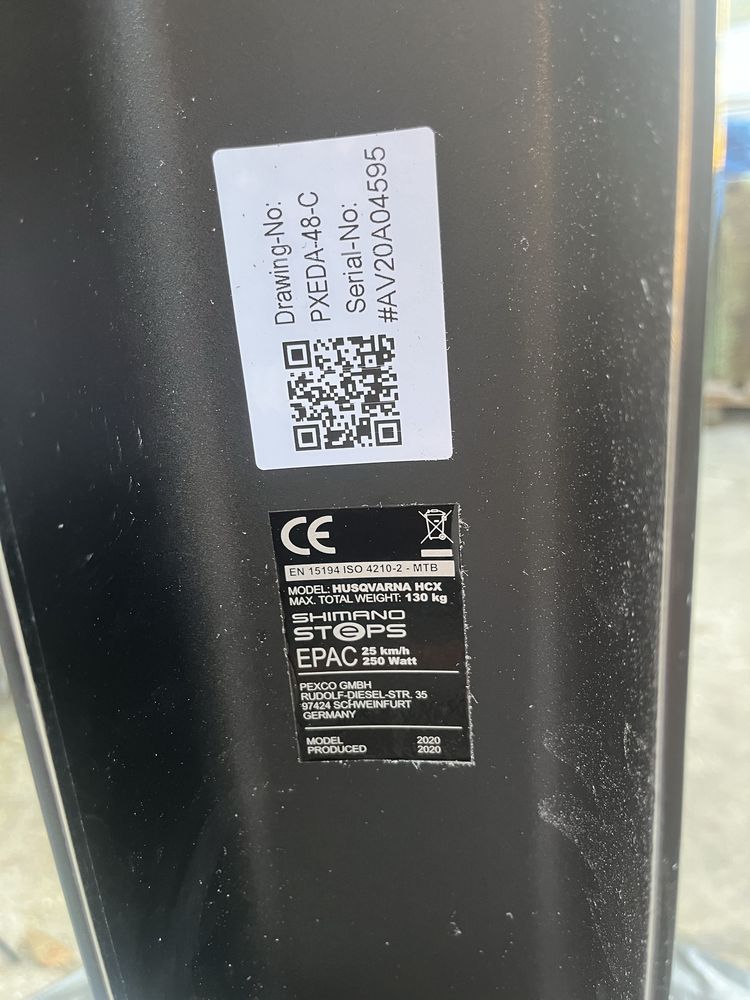 Drawing-No:
PXEDA-48-C
Serial-No:
#AV20A04595
CE
EN 15194 ISO 4210-2 - MTB
MODEL: HUSQVARNA HCX
MAX. TOTAL WEIGHT: 130 kg
SHIMANO
STEPS
EPAC 25 km/h
250 Watt
PEXCO GMBH
RUDOLF-DIESEL-STR. 35
97424 SCHWEINFURT
GERMANY
MODEL 2020
PRODUCED 2020